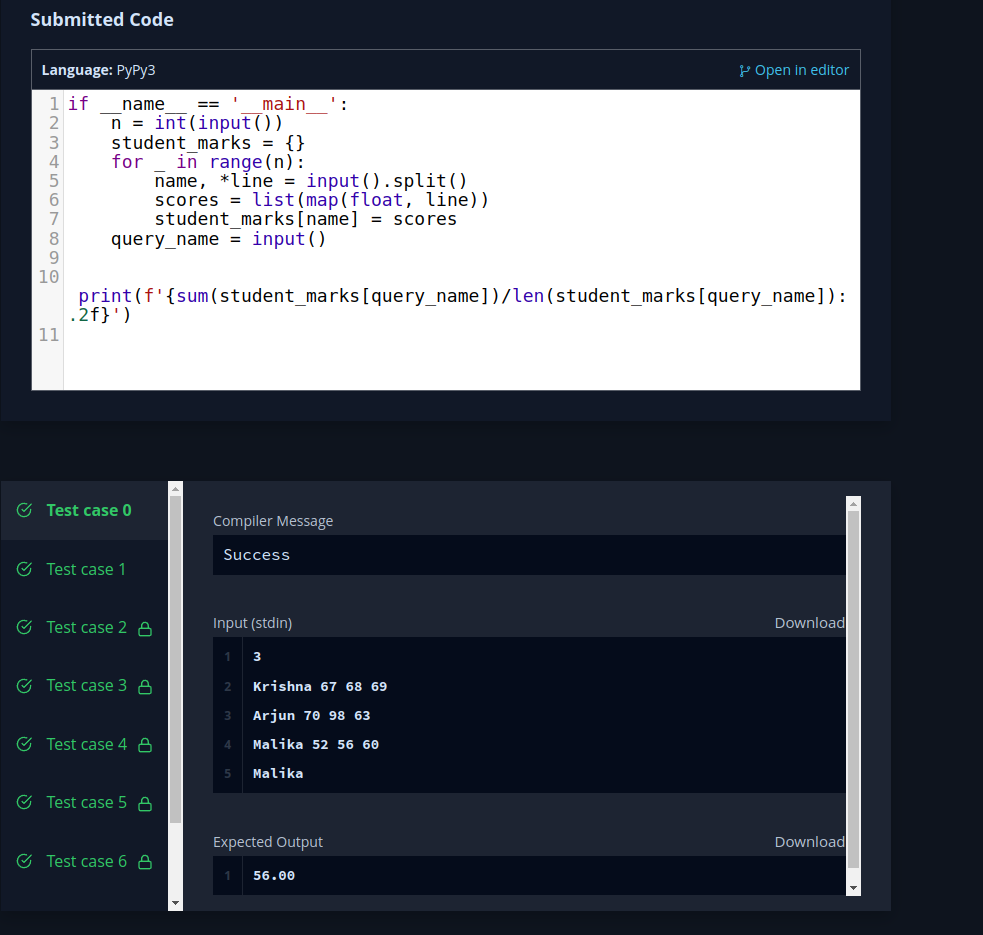 Submitted Code
Language: PyPy3 Open in editor
1 if __name__ == '__main__':
2     n = int(input())
3     student_marks = {}
4     for _ in range(n):
5         name, *line = input().split()
6         scores = list(map(float, line))
7         student_marks[name] = scores
8     query_name = input()
9
10
 print(f'{sum(student_marks[query_name])/len(student_marks[query_name]):
.2f}')
11
Test case 0
Test case 1
Test case 2
Test case 3
Test case 4
Test case 5
Test case 6
Compiler Message
Success
Input (stdin) Download
1 3
2 Krishna 67 68 69
3 Arjun 70 98 63
4 Malika 52 56 60
5 Malika
Expected Output Download
1 56.00